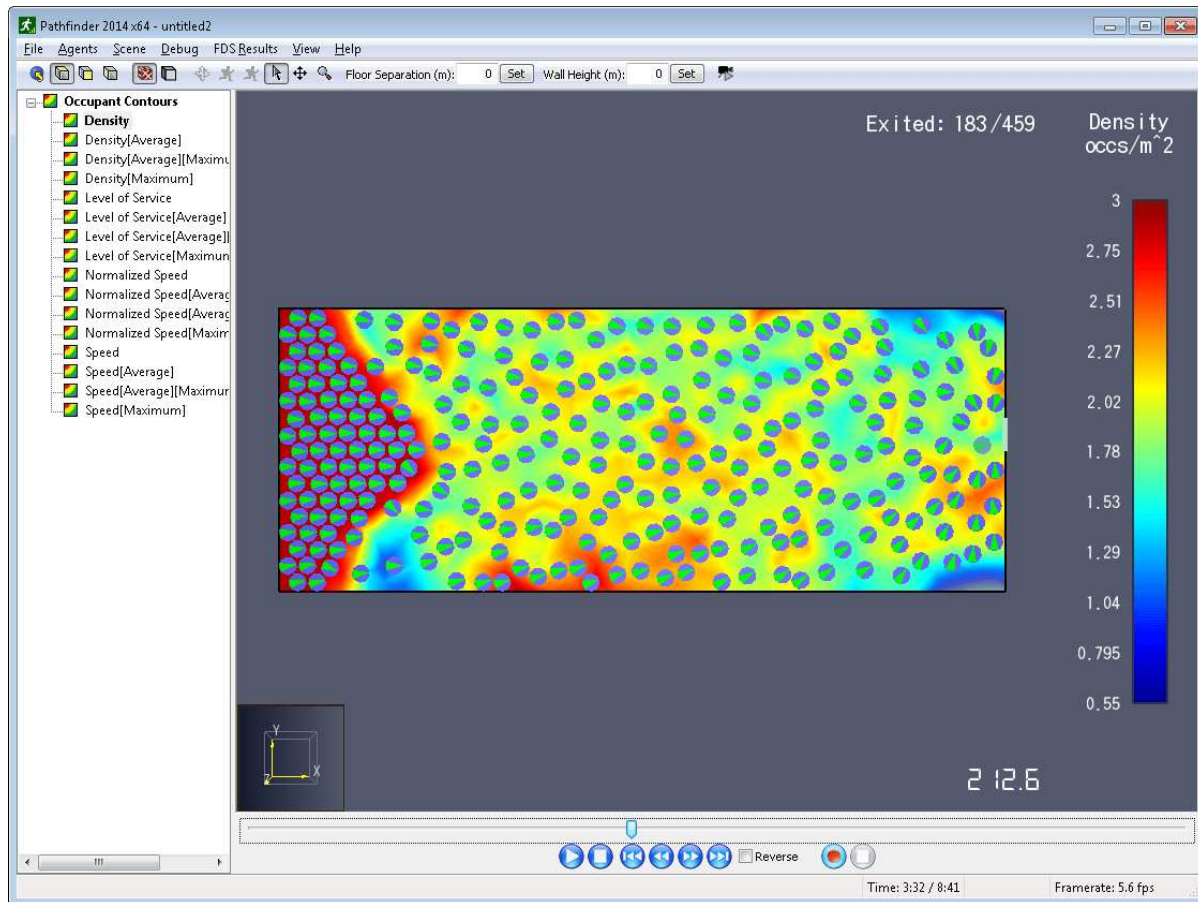 Pathfinder 2014 x64 - untitled2
File Agents Scene Debug FDS Results View Help
Floor Separation (m): 0 Set Wall Height (m): 0 Set
Occupant Contours
Density
Density[Average]
Density[Average][Maximu
Density[Maximum]
Level of Service
Level of Service[Average]
Level of Service[Average][
Level of Service[Maximun
Normalized Speed
Normalized Speed[Averag
Normalized Speed[Averag
Normalized Speed[Maxim
Speed
Speed[Average]
Speed[Average][Maximur
Speed[Maximum]
Exited: 183/459
Density
occs/m^2
3
2.75
2.51
2.27
2.02
1.78
1.53
1.29
1.04
0.795
0.55
Y
X
Z
212.6
Reverse
Time: 3:32 / 8:41
Framerate: 5.6 fps